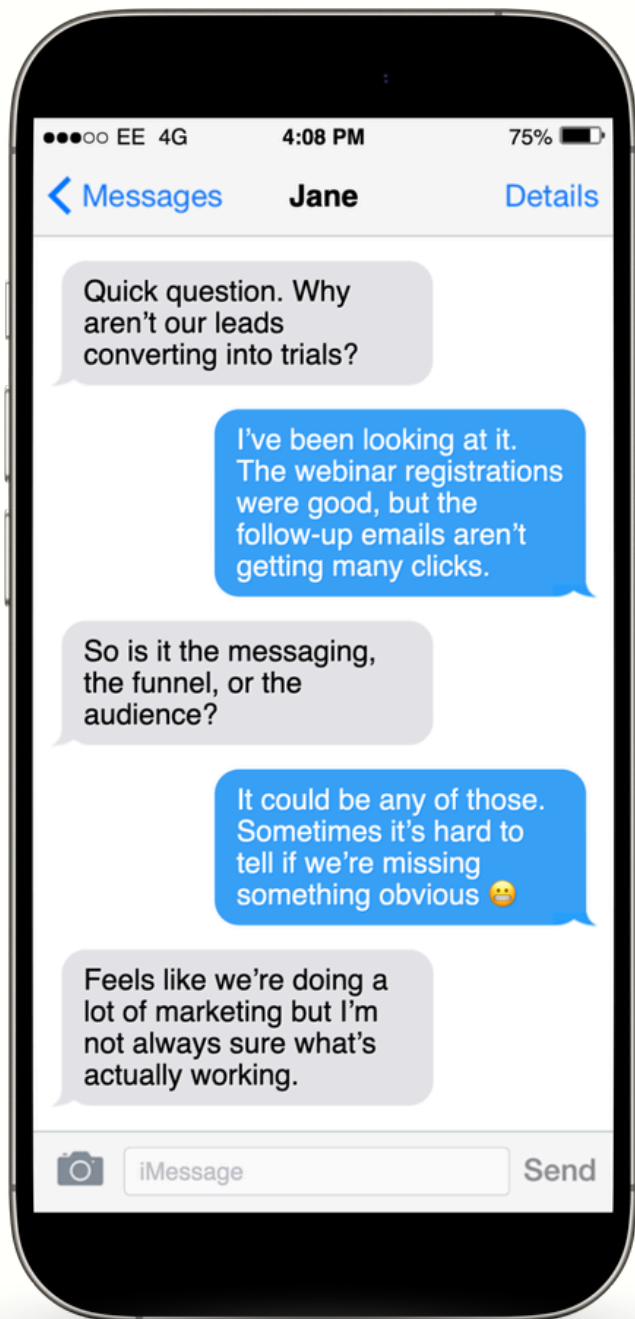 EE 4G 4:08 PM 75%
Messages Jane Details
Quick question. Why
aren’t our leads
converting into trials?
I’ve been looking at it.
The webinar registrations
were good, but the
follow-up emails aren’t
getting many clicks.
So is it the messaging,
the funnel, or the
audience?
It could be any of those.
Sometimes it’s hard to
tell if we’re missing
something obvious 😬
Feels like we’re doing a
lot of marketing but I’m
not always sure what’s
actually working.
iMessage Send